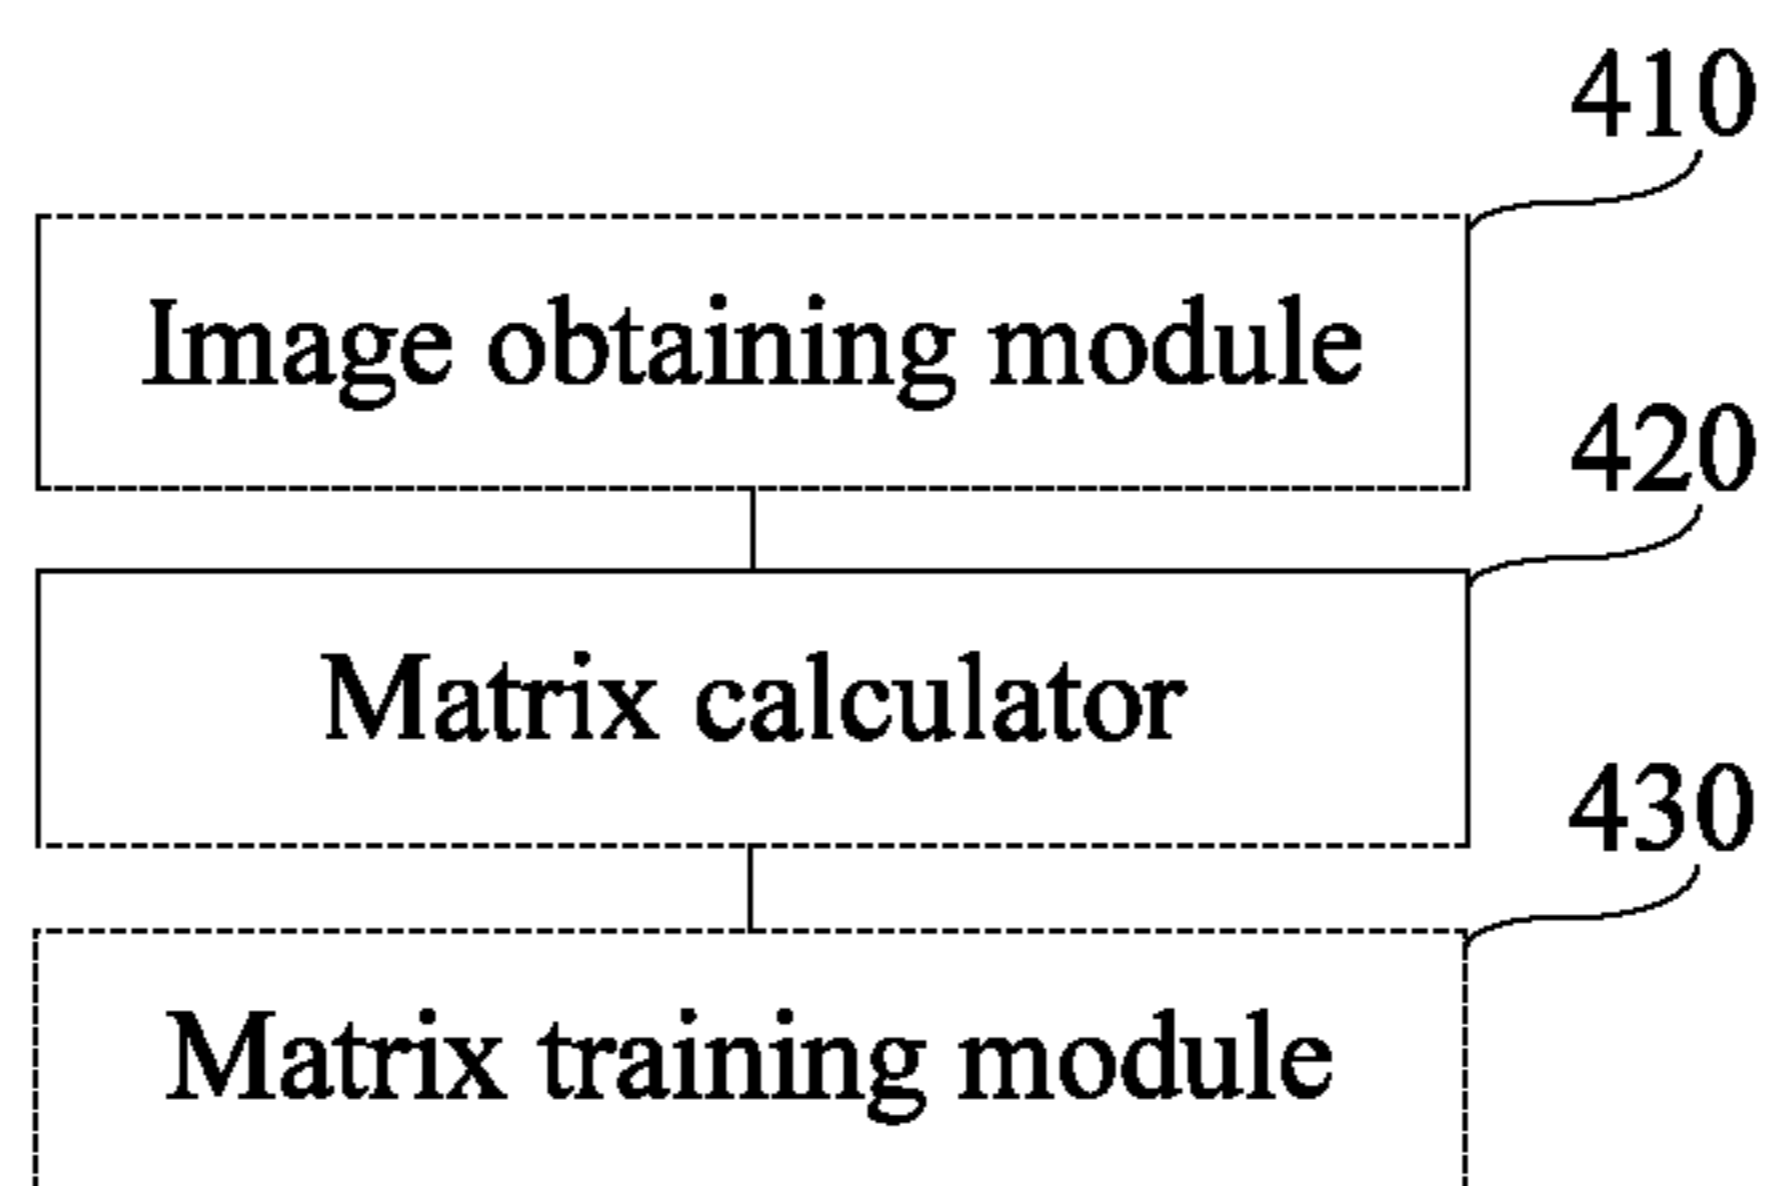 410
Image obtaining module
420
Matrix calculator
430
Matrix training module